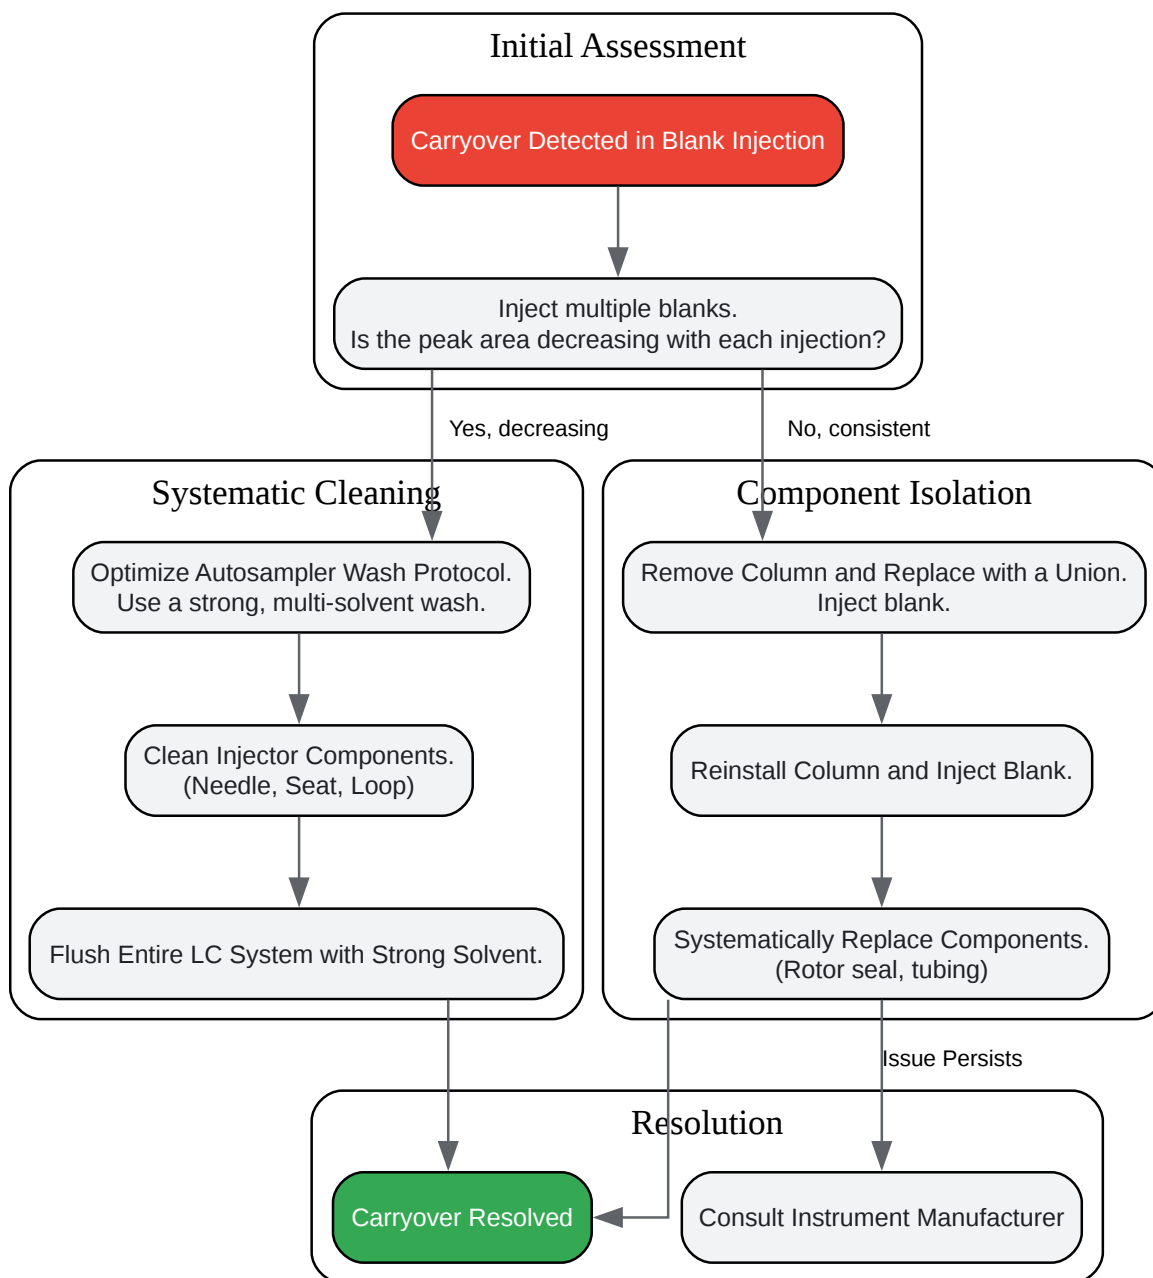 Initial Assessment
Carryover Detected in Blank Injection
Inject multiple blanks.
Is the peak area decreasing with each injection?
Yes, decreasing
No, consistent
Systematic Cleaning
Optimize Autosampler Wash Protocol.
Use a strong, multi-solvent wash.
Clean Injector Components.
(Needle, Seat, Loop)
Flush Entire LC System with Strong Solvent.
Component Isolation
Remove Column and Replace with a Union.
Inject blank.
Reinstall Column and Inject Blank.
Systematically Replace Components.
(Rotor seal, tubing)
Issue Persists
Resolution
Carryover Resolved
Consult Instrument Manufacturer